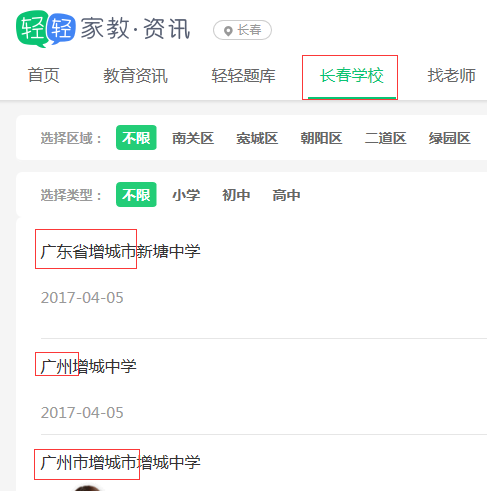 轻轻家教·资讯 长春
首页 教育资讯 轻轻题库 长春学校 找老师
选择区域： 不限 南关区 宽城区 朝阳区 二道区 绿园区
选择类型： 不限 小学 初中 高中
广东省增城市新塘中学
2017-04-05
广州增城中学
2017-04-05
广州市增城市增城中学